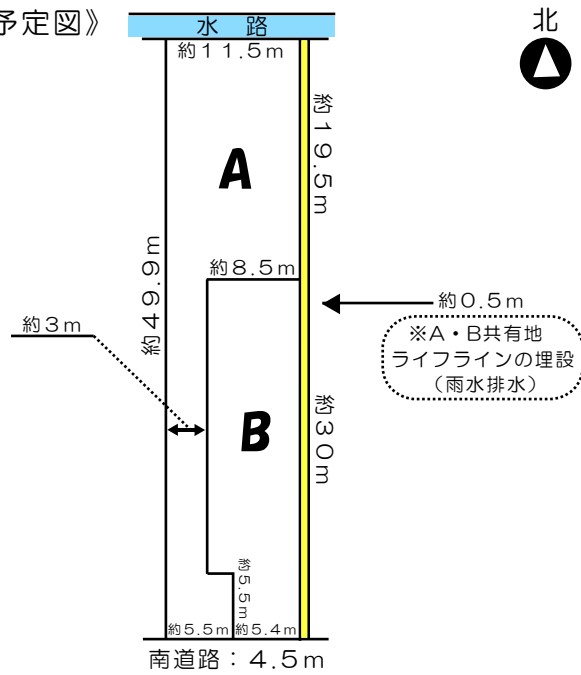 予定図》
北
水 路
約11.5m
約19.5m
A
約8.5m
約49.9m
約0.5m
※A・B共有地
ライフラインの埋設
(雨水排水)
約3m
B
約30m
約5.5m
約5.5m
約5.4m
南道路:4.5m